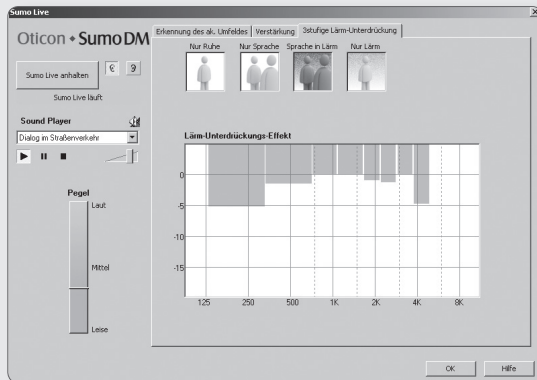 Sumo Live
Oticon • Sumo DM
Sumo Live anhalten
Sumo Live läuft
Sound Player
Dialog im Straßenverkehr
Pegel
Laut
Mittel
Leise
Erkennung des ak. Umfeldes
Verstärkung
3stufige Lärm-Unterdrückung
Nur Ruhe
Nur Sprache
Sprache in Lärm
Nur Lärm
Lärm-Unterdrückungs-Effekt
0
-5
-10
-15
125 250 500 1K 2K 4K 8K
OK
Hilfe